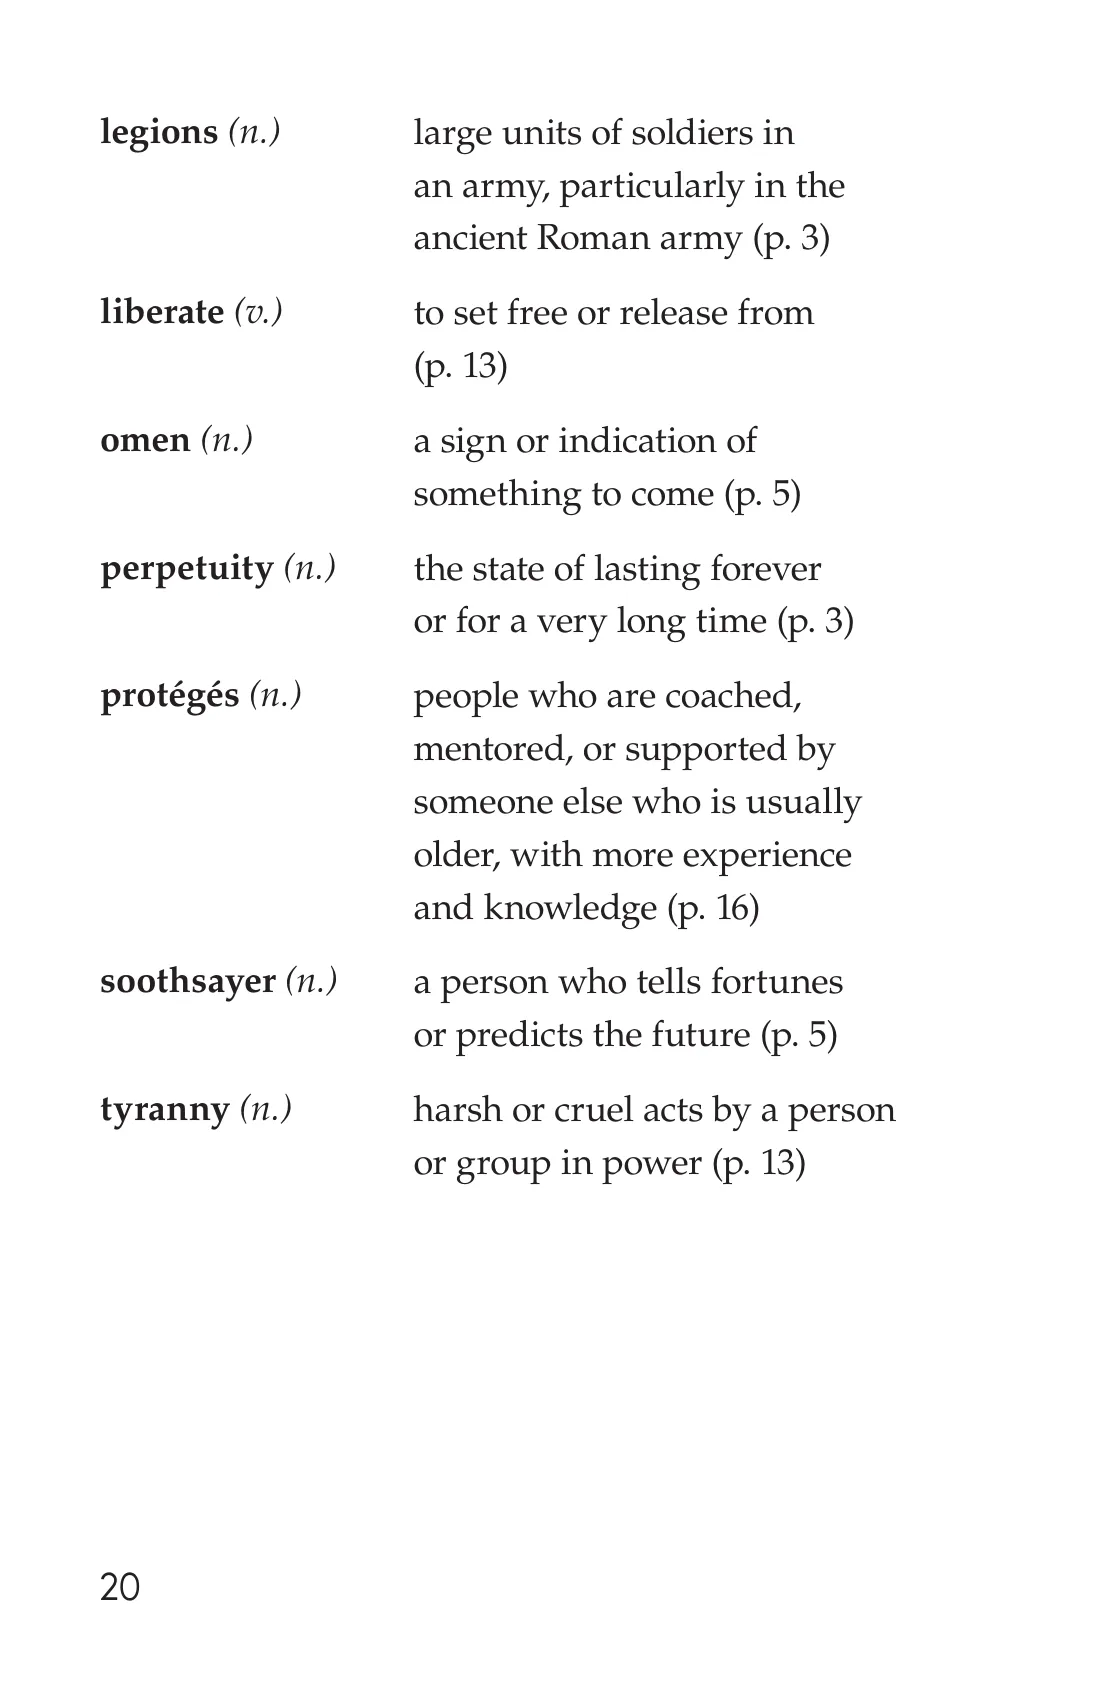 legions (n.) large units of soldiers in
an army, particularly in the
ancient Roman army (p. 3)
liberate (v.) to set free or release from
(p. 13)
omen (n.) a sign or indication of
something to come (p. 5)
perpetuity (n.) the state of lasting forever
or for a very long time (p. 3)
protégés (n.) people who are coached,
mentored, or supported by
someone else who is usually
older, with more experience
and knowledge (p. 16)
soothsayer (n.) a person who tells fortunes
or predicts the future (p. 5)
tyranny (n.) harsh or cruel acts by a person
or group in power (p. 13)
20